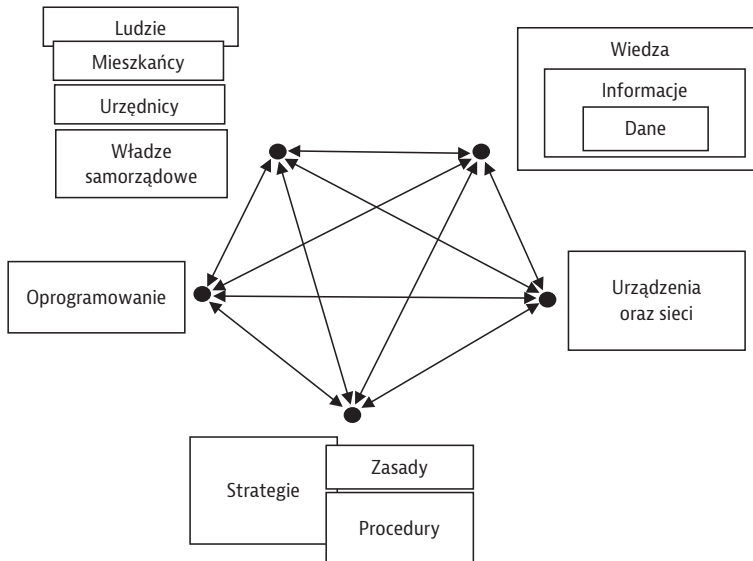 Ludzie
Mieszkańcy
Urzędnicy
Władze
samorządowe
Wiedza
Informacje
Dane
Oprogramowanie
Urządzenia
oraz sieci
Strategie
Zasady
Procedury